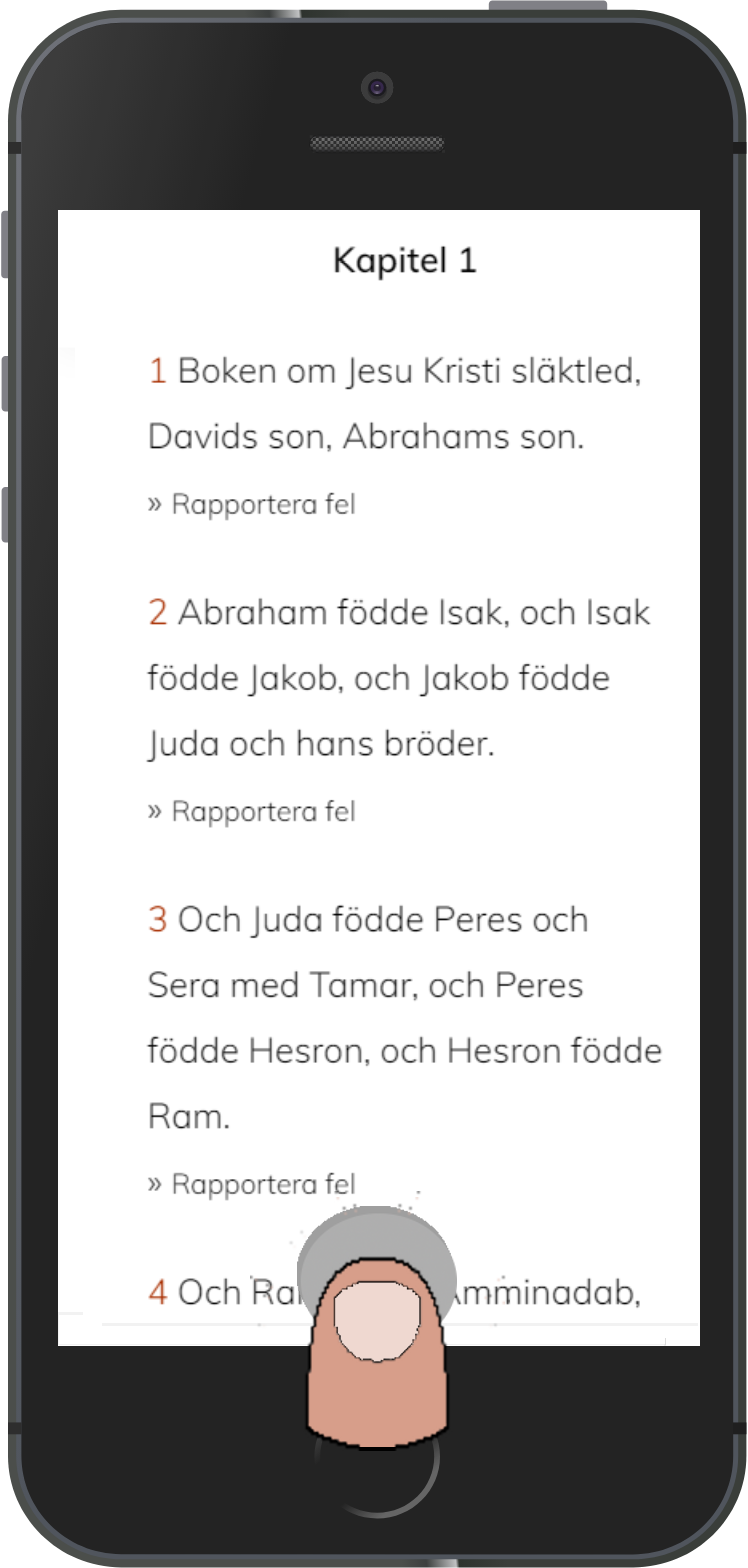 Kapitel 1
1 Boken om Jesu Kristi släktled,
Davids son, Abrahams son.
» Rapportera fel
2 Abraham födde Isak, och Isak
födde Jakob, och Jakob födde
Juda och hans bröder.
» Rapportera fel
3 Och Juda födde Peres och
Sera med Tamar, och Peres
födde Hesron, och Hesron födde
Ram.
» Rapportera fel
4 Och Amminadab,